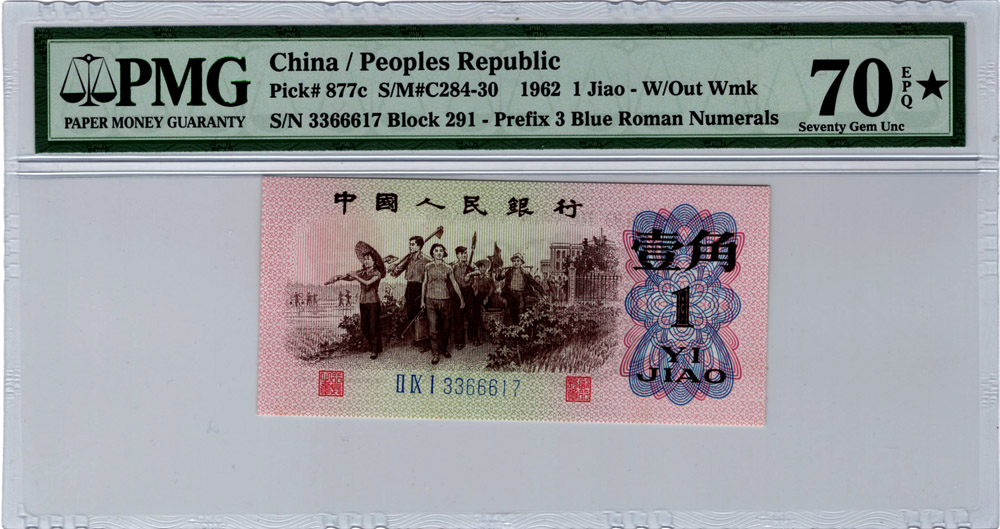 PMG
PAPER MONEY GUARANTY
China / Peoples Republic
Pick# 877c S/M#C284-30 1962 1 Jiao - W/Out Wmk
S/N 3366617 Block 291 - Prefix 3 Blue Roman Numerals
70
EPQ
★
Seventy Gem Unc
中國人民銀行
壹角
1
YI
JIAO
II IX I 3366617